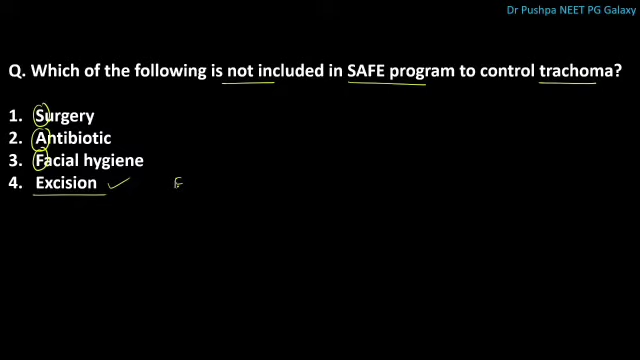 Dr Pushpa NEET PG Galaxy
Q. Which of the following is not included in SAFE program to control trachoma?
1. Surgery
2. Antibiotic
3. Facial hygiene
4. Excision